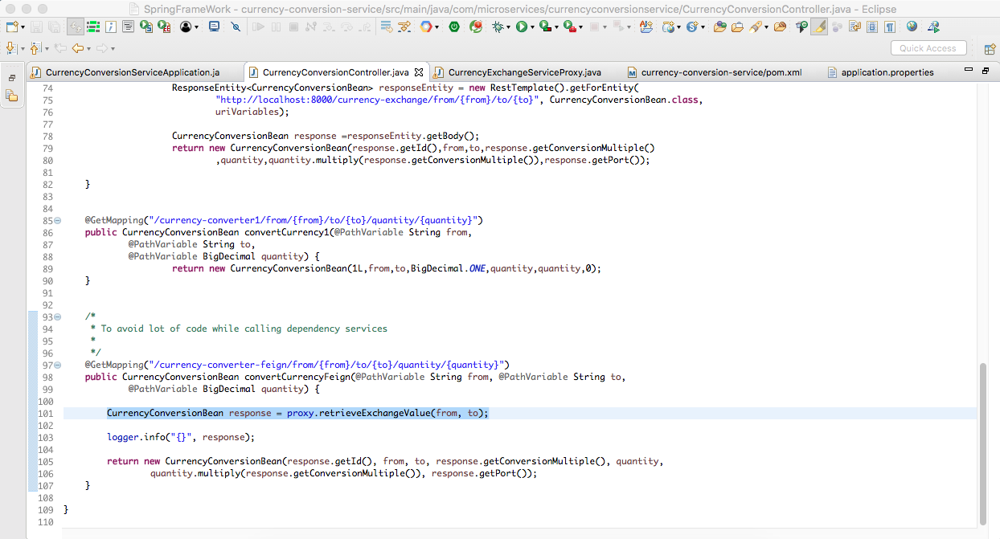 SpringFrameWork - currency-conversion-service/src/main/java/com/microservices/currencyconversionservice/CurrencyConversionController.java - Eclipse
Quick Access
CurrencyConversionServiceApplication.ja
CurrencyConversionController.java
CurrencyExchangeServiceProxy.java
currency-conversion-service/pom.xml
application.properties
74 ResponseEntity<CurrencyConversionBean> responseEntity = new RestTemplate().getForEntity(
75 "http://localhost:8000/currency-exchange/from/{from}/to/{to}", CurrencyConversionBean.class,
76 uriVariables);
77
78 CurrencyConversionBean response =responseEntity.getBody();
79 return new CurrencyConversionBean(response.getId(),from,to,response.getConversionMultiple()
80 ,quantity,quantity.multiply(response.getConversionMultiple()),response.getPort());
81
82 }
83
84
85 @GetMapping("/currency-converter1/from/{from}/to/{to}/quantity/{quantity}")
86 public CurrencyConversionBean convertCurrency1(@PathVariable String from,
87 @PathVariable String to,
88 @PathVariable BigDecimal quantity) {
89 return new CurrencyConversionBean(1L,from,to,BigDecimal.ONE,quantity,quantity,0);
90 }
91
92
93 /*
94 * To avoid lot of code while calling dependency services
95 *
96 */
97 @GetMapping("/currency-converter-feign/from/{from}/to/{to}/quantity/{quantity}")
98 public CurrencyConversionBean convertCurrencyFeign(@PathVariable String from, @PathVariable String to,
99 @PathVariable BigDecimal quantity) {
100
101 CurrencyConversionBean response = proxy.retrieveExchangeValue(from, to);
102
103 logger.info("{}", response);
104
105 return new CurrencyConversionBean(response.getId(), from, to, response.getConversionMultiple(), quantity,
106 quantity.multiply(response.getConversionMultiple()), response.getPort());
107 }
108
109 }
110